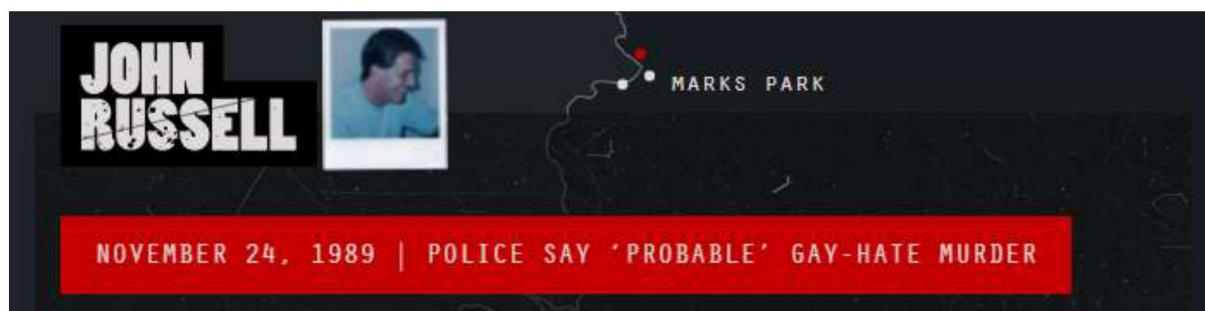 JOHN
RUSSELL
MARKS PARK
NOVEMBER 24, 1989 | POLICE SAY ‘PROBABLE’ GAY-HATE MURDER